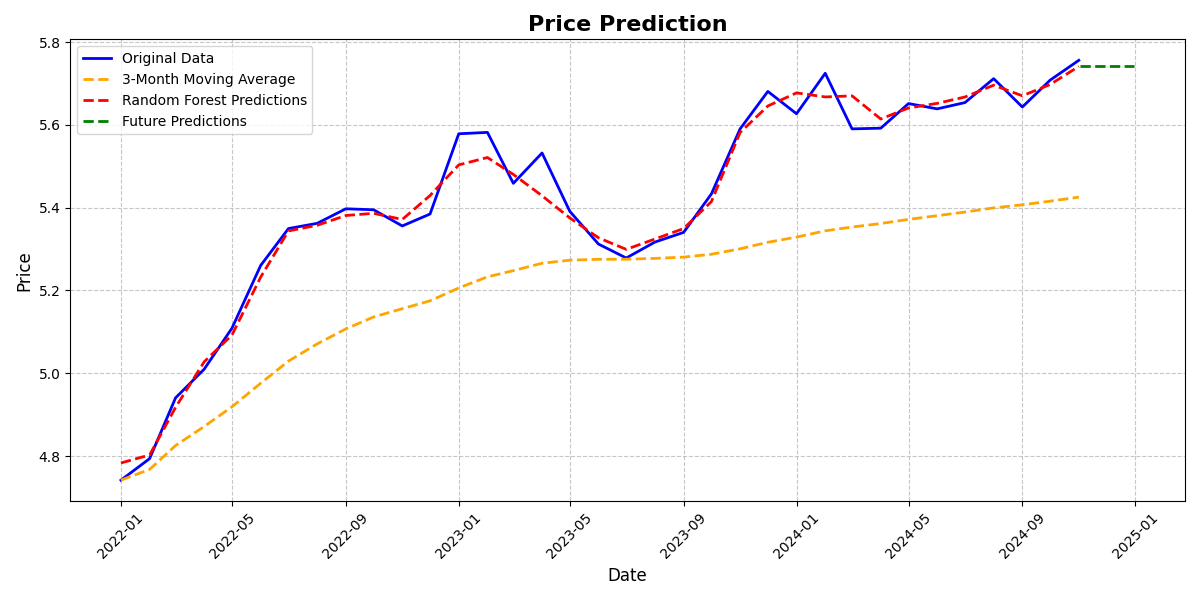 Price Prediction
Original Data
3-Month Moving Average
Random Forest Predictions
Future Predictions
Price
5.8
5.6
5.4
5.2
5.0
4.8
2022-01
2022-05
2022-09
2023-01
2023-05
2023-09
2024-01
2024-05
2024-09
2025-01
Date